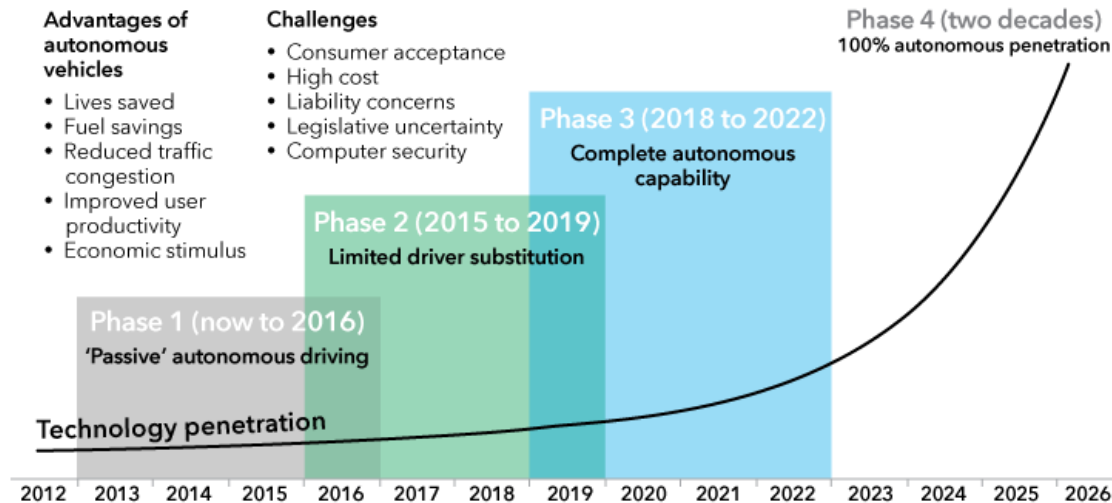 Advantages of
autonomous
vehicles
• Lives saved
• Fuel savings
• Reduced traffic
congestion
• Improved user
productivity
• Economic stimulus
Challenges
• Consumer acceptance
• High cost
• Liability concerns
• Legislative uncertainty
• Computer security
Phase 4 (two decades)
100% autonomous penetration
Phase 3 (2018 to 2022)
Complete autonomous
capability
Phase 2 (2015 to 2019)
Limited driver substitution
Phase 1 (now to 2016)
‘Passive’ autonomous driving
Technology penetration
2012 2013 2014 2015 2016 2017 2018 2019 2020 2021 2022 2023 2024 2025 2026